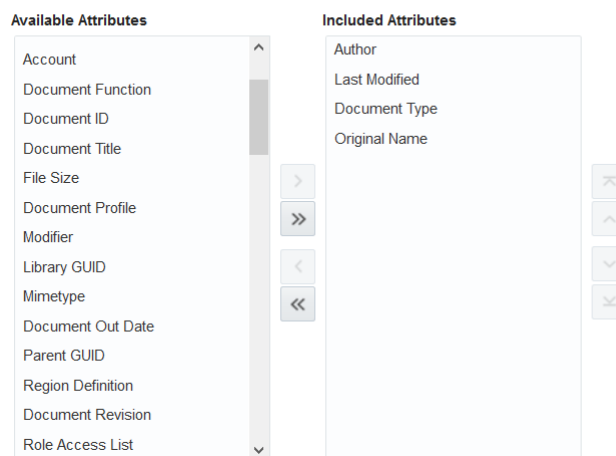 Available Attributes
Account
Document Function
Document ID
Document Title
File Size
Document Profile
Modifier
Library GUID
Mimetype
Document Out Date
Parent GUID
Region Definition
Document Revision
Role Access List
Included Attributes
Author
Last Modified
Document Type
Original Name